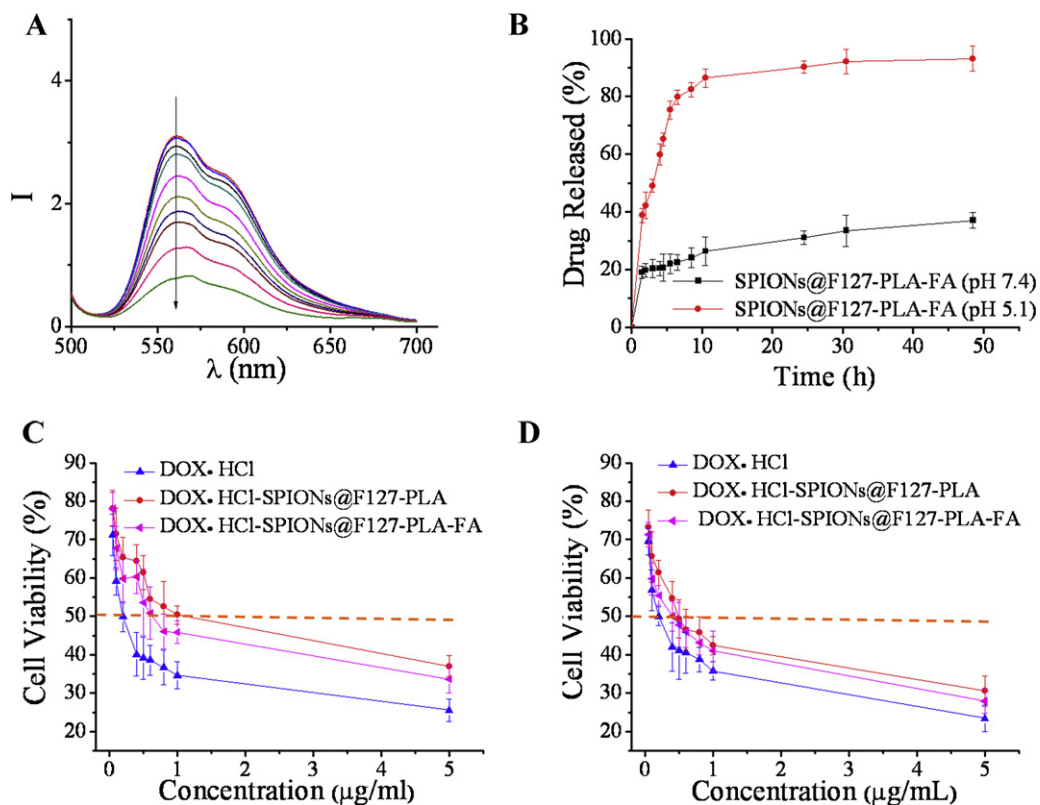 A
I
4
2
0
500
550
600
650
700
λ (nm)
B
Drug Released (%)
100
80
60
40
20
0
SPIONs@F127-PLA-FA (pH 7.4)
SPIONs@F127-PLA-FA (pH 5.1)
0
10
20
30
40
50
Time (h)
C
Cell Viability (%)
90
80
70
60
50
40
30
20
DOX• HCl
DOX• HCl-SPIONs@F127-PLA
DOX• HCl-SPIONs@F127-PLA-FA
0
1
2
3
4
5
Concentration (μg/ml)
D
Cell Viability (%)
90
80
70
60
50
40
30
20
DOX• HCl
DOX• HCl-SPIONs@F127-PLA
DOX• HCl-SPIONs@F127-PLA-FA
0
1
2
3
4
5
Concentration (μg/mL)